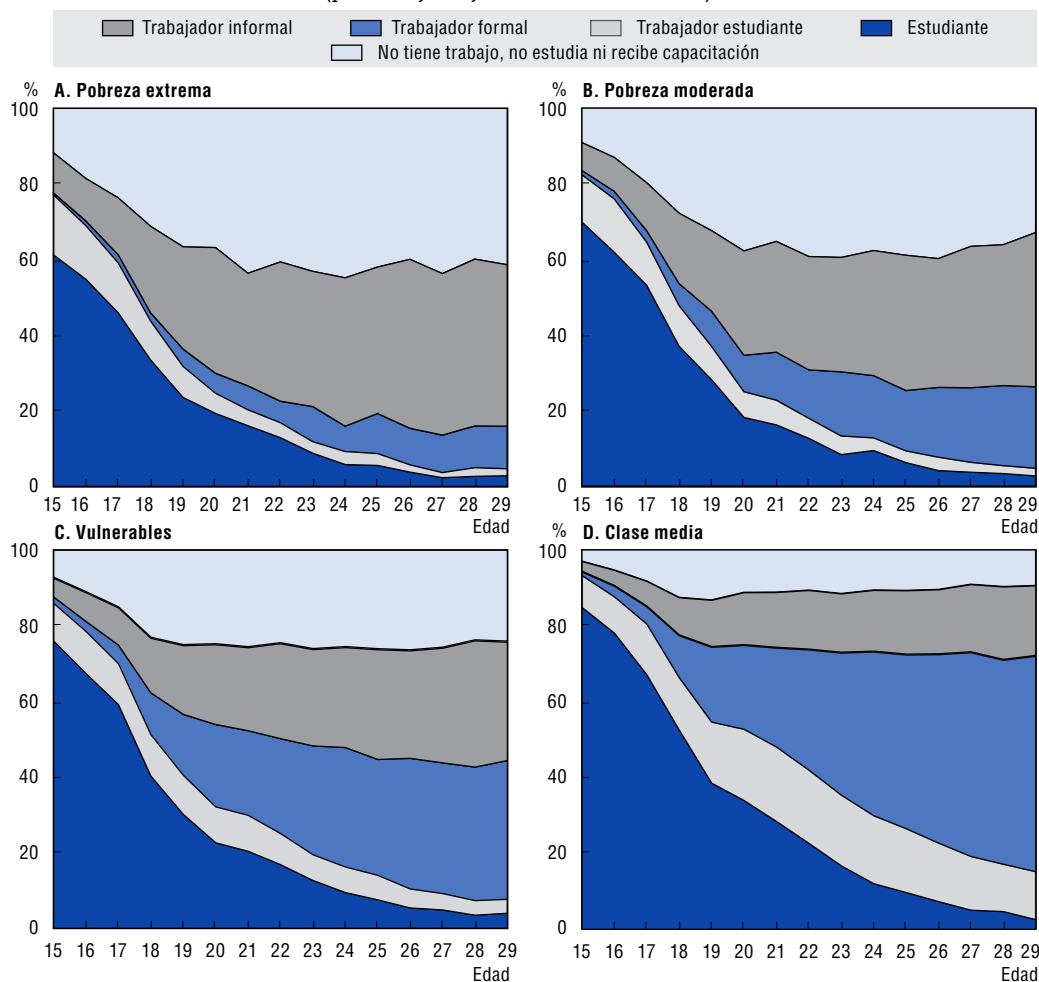 Trabajador informal Trabajador formal Trabajador estudiante Estudiante
No tiene trabajo, no estudia ni recibe capacitación
% A. Pobreza extrema
100
80
60
40
20
0
15 16 17 18 19 20 21 22 23 24 25 26 27 28 29
Edad
% B. Pobreza moderada
100
80
60
40
20
0
15 16 17 18 19 20 21 22 23 24 25 26 27 28 29
Edad
C. Vulnerables
100
80
60
40
20
0
15 16 17 18 19 20 21 22 23 24 25 26 27 28 29
Edad
% D. Clase media
100
80
60
40
20
0
15 16 17 18 19 20 21 22 23 24 25 26 27 28 29
Edad